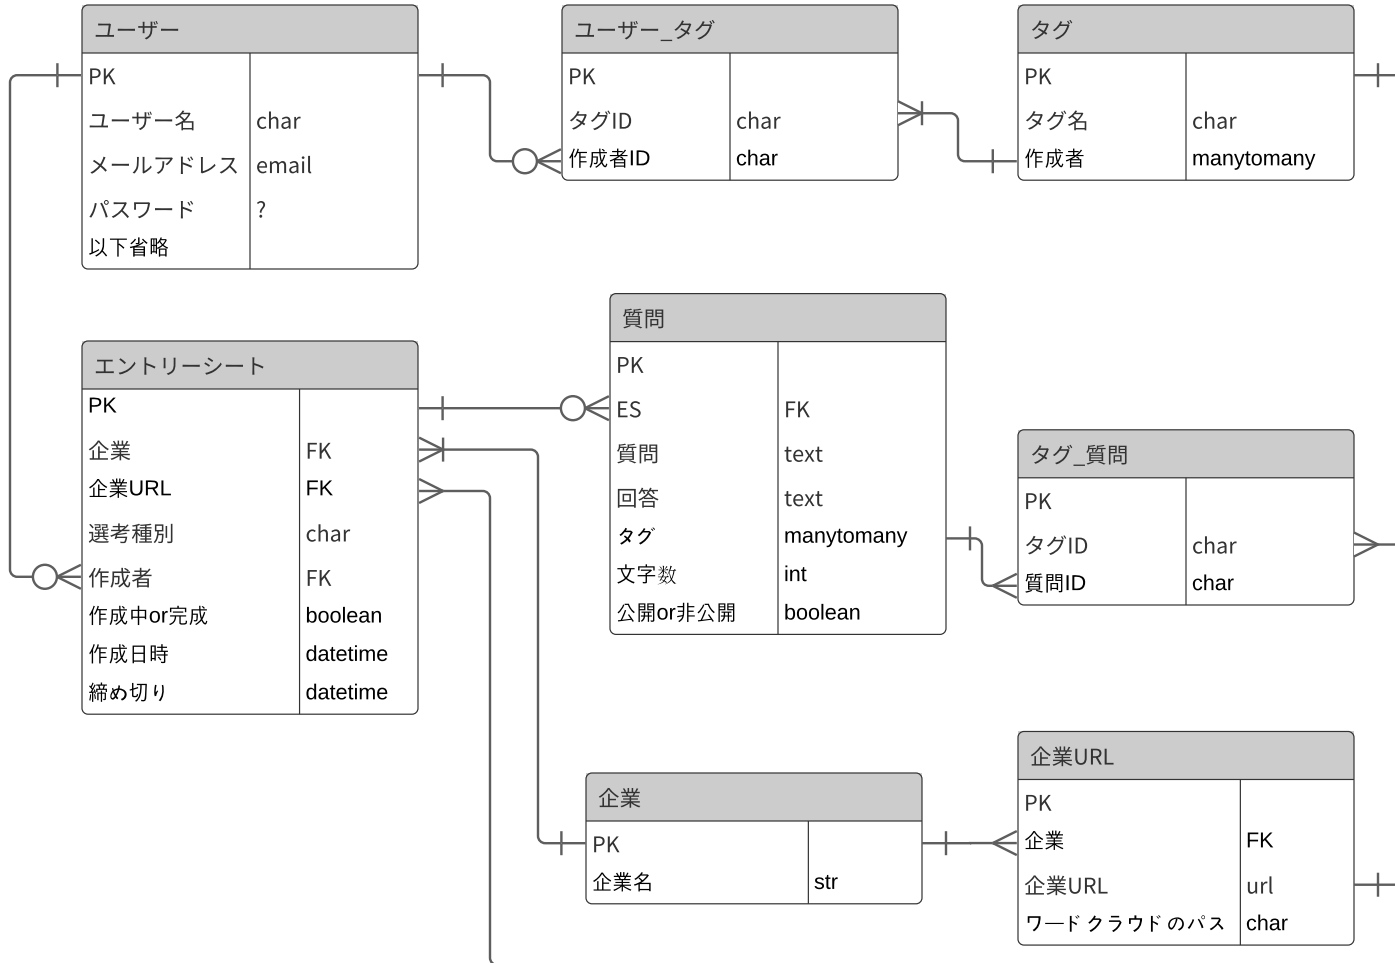 ユーザー
PK
ユーザー名 char
メールアドレス email
パスワード ?
以下省略
ユーザー_タグ
PK
タグID char
作成者ID char
タグ
PK
タグ名 char
作成者 manytomany
エントリーシート
PK
企業 FK
企業URL FK
選考種別 char
作成者 FK
作成中or完成 boolean
作成日時 datetime
締め切り datetime
質問
PK
ES FK
質問 text
回答 text
タグ manytomany
文字数 int
公開or非公開 boolean
タグ_質問
PK
タグID char
質問ID char
企業
PK
企業名 str
企業URL
PK
企業 FK
企業URL url
ワードクラウドのパス char